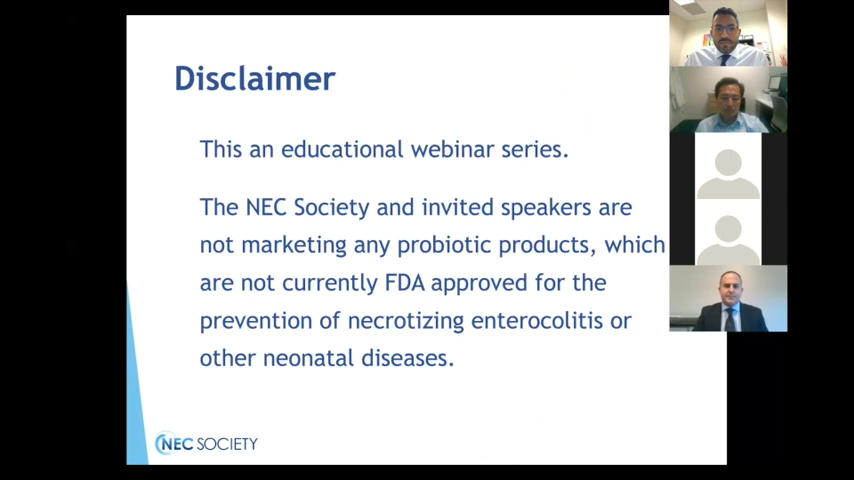 Disclaimer
This an educational webinar series.
The NEC Society and invited speakers are
not marketing any probiotic products, which
are not currently FDA approved for the
prevention of necrotizing enterocolitis or
other neonatal diseases.
NEC SOCIETY